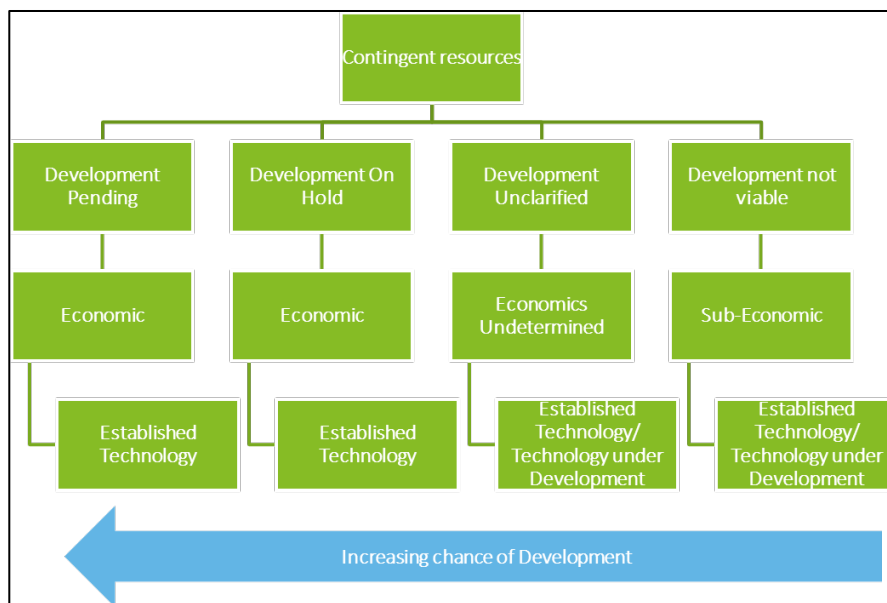 Contingent resources
Development
Pending
Development On
Hold
Development
Unclarified
Development not
viable
Economic
Economic
Economics
Undetermined
Sub-Economic
Established
Technology
Established
Technology
Established
Technology/
Technology under
Development
Established
Technology/
Technology under
Development
Increasing chance of Development